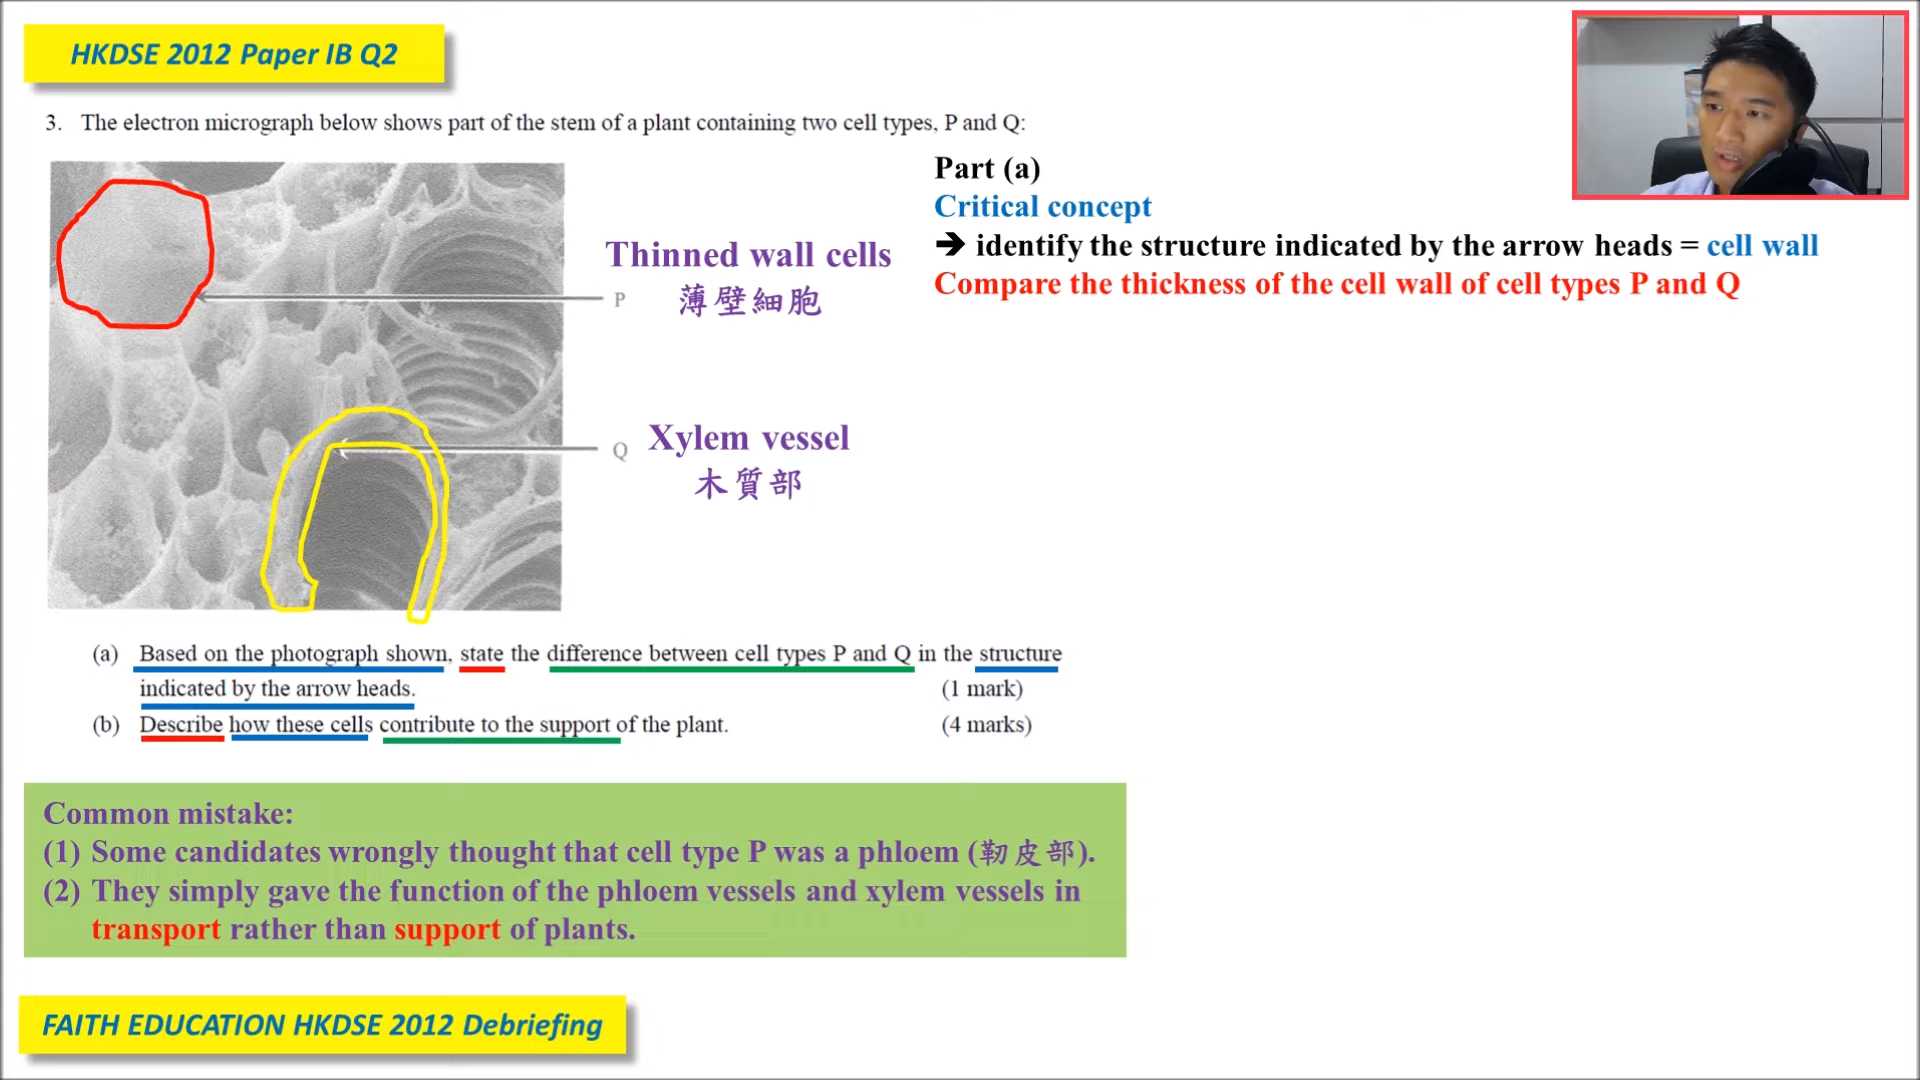 HKDSE 2012 Paper IB Q2
3. The electron micrograph below shows part of the stem of a plant containing two cell types, P and Q:
Part (a)
Critical concept
➔ identify the structure indicated by the arrow heads = cell wall
Compare the thickness of the cell wall of cell types P and Q
Thinned wall cells
P
薄壁細胞
Q
Xylem vessel
木質部
(a) Based on the photograph shown, state the difference between cell types P and Q in the structure
indicated by the arrow heads. (1 mark)
(b) Describe how these cells contribute to the support of the plant. (4 marks)
Common mistake:
(1) Some candidates wrongly thought that cell type P was a phloem (韌皮部).
(2) They simply gave the function of the phloem vessels and xylem vessels in
transport rather than support of plants.
FAITH EDUCATION HKDSE 2012 Debriefing